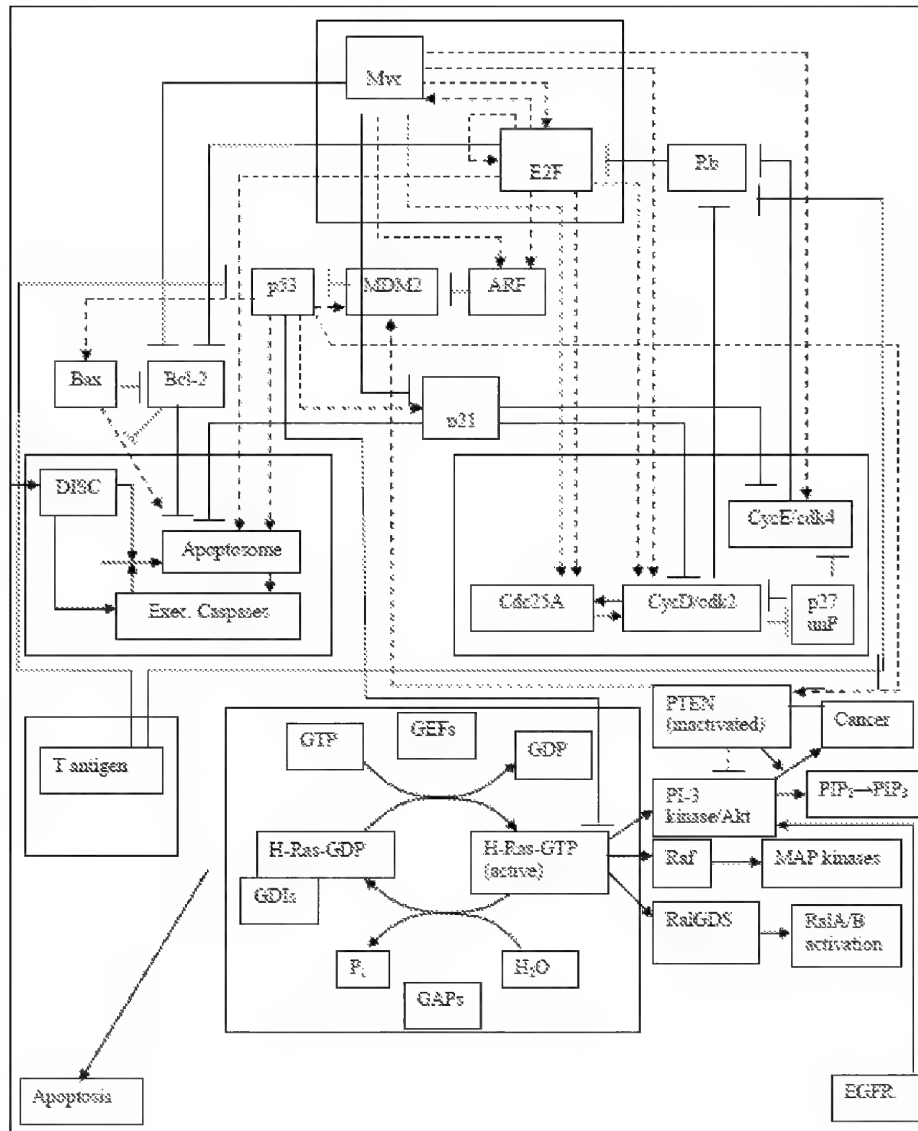 Myc
E2F
Rb
p53
MDM2
ARF
Bax
Bcl-2
p21
DISC
CycE/cdk4
Apoptosome
Exec. Caspases
Cdc25A
CycD/cdk2
p27
PTEN
(inactivated)
Cancer
GTP
GEFs
GDP
T antigen
PI-3
kinase/Akt
PIP₂→PIP₃
H-Ras-GDP
H-Ras-GTP
(active)
Raf
MAP kinases
GDIs
RalGDS
RalA/B
activation
Pi
H₂O
GAPs
Apoptosis
EGFR